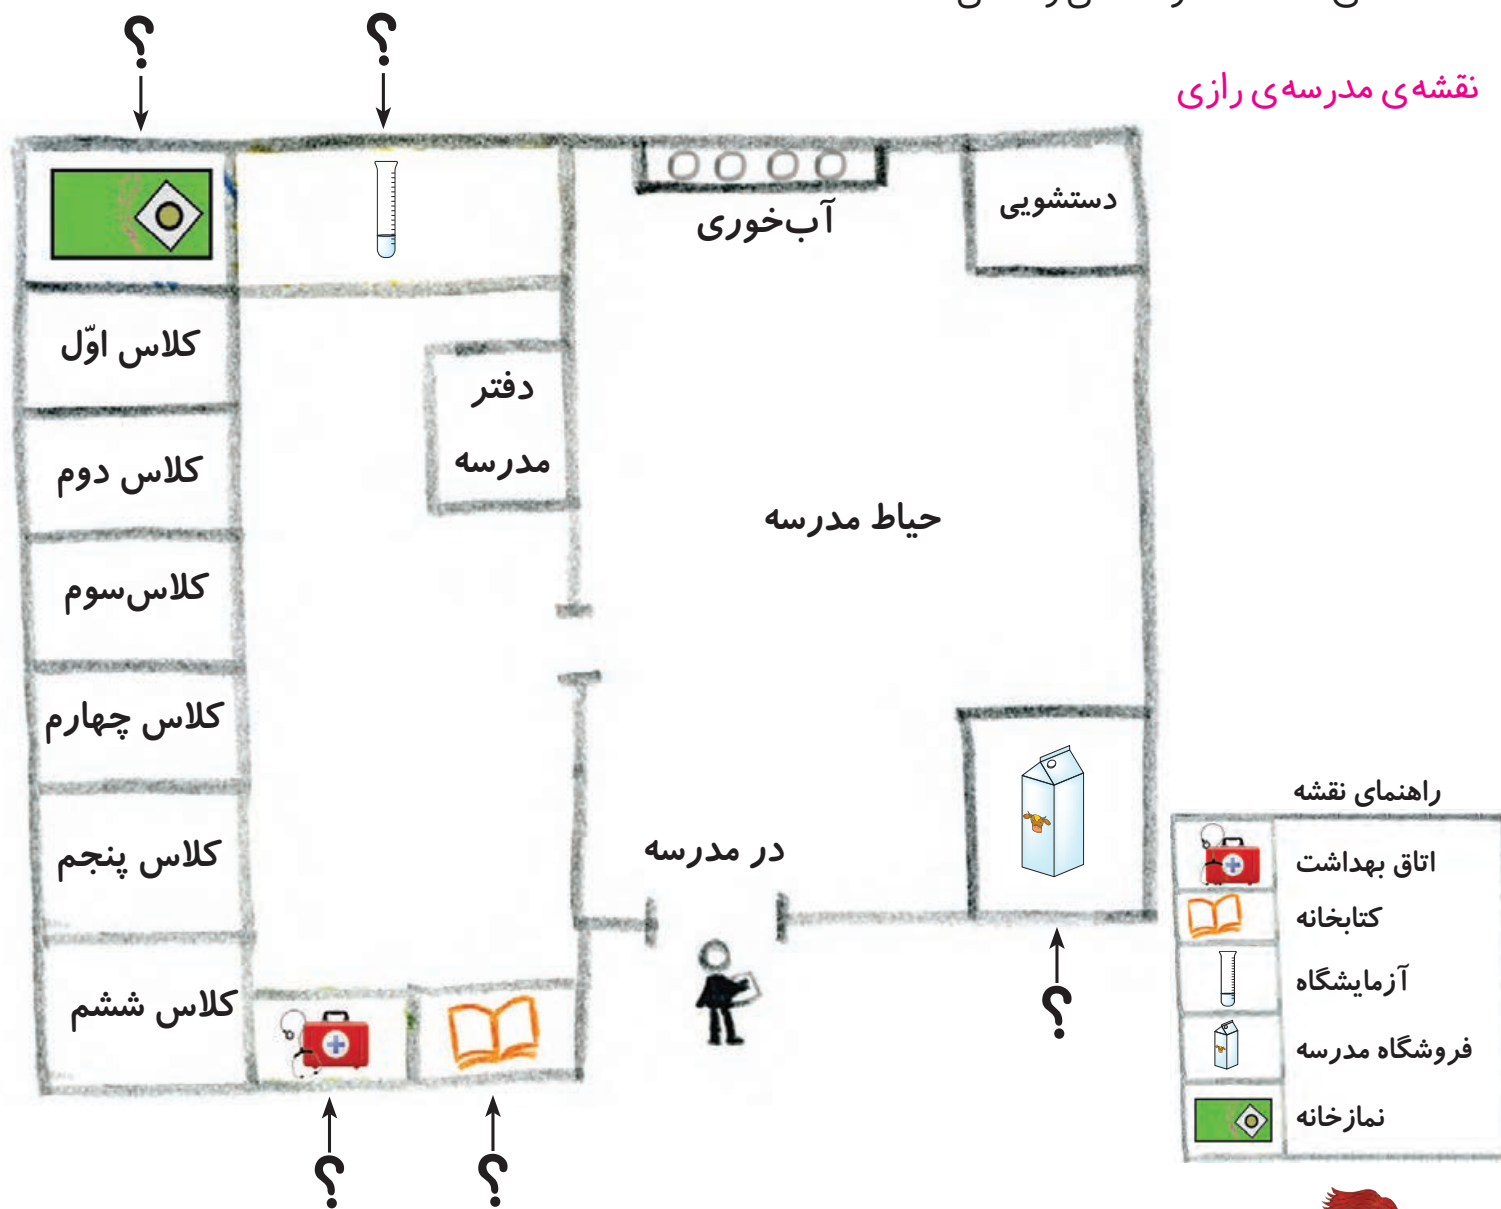 نقشه‌ی مدرسه‌ی رازی
؟ ؟
دستشویی
آب‌خوری
کلاس اوّل
دفتر
مدرسه
کلاس دوم
حیاط مدرسه
کلاس سوم
کلاس چهارم
در مدرسه
کلاس پنجم
کلاس ششم
؟
؟ ؟
راهنمای نقشه
اتاق بهداشت
کتابخانه
آزمایشگاه
فروشگاه مدرسه
نمازخانه